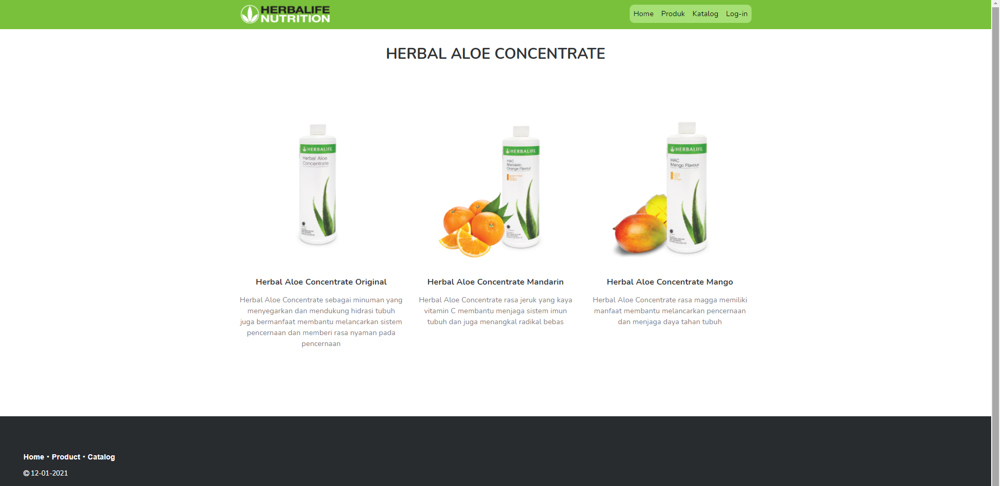 HERBALIFE
NUTRITION
Home Produk Katalog Log-in
HERBAL ALOE CONCENTRATE
HERBALIFE
Herbal Aloe
Concentrate
HERBALIFE
HAC
Mandarin
Orange Flavour
HERBALIFE
HAC
Mango Flavour
Herbal Aloe Concentrate Original
Herbal Aloe Concentrate sebagai minuman yang
menyegarkan dan mendukung hidrasi tubuh
juga bermanfaat membantu melancarkan sistem
pencernaan dan memberi rasa nyaman pada
pencernaan
Herbal Aloe Concentrate Mandarin
Herbal Aloe Concentrate rasa jeruk yang kaya
vitamin C membantu menjaga sistem imun
tubuh dan juga menangkal radikal bebas
Herbal Aloe Concentrate Mango
Herbal Aloe Concentrate rasa magga memiliki
manfaat membantu melancarkan pencernaan
dan menjaga daya tahan tubuh
Home · Product · Catalog
© 12-01-2021